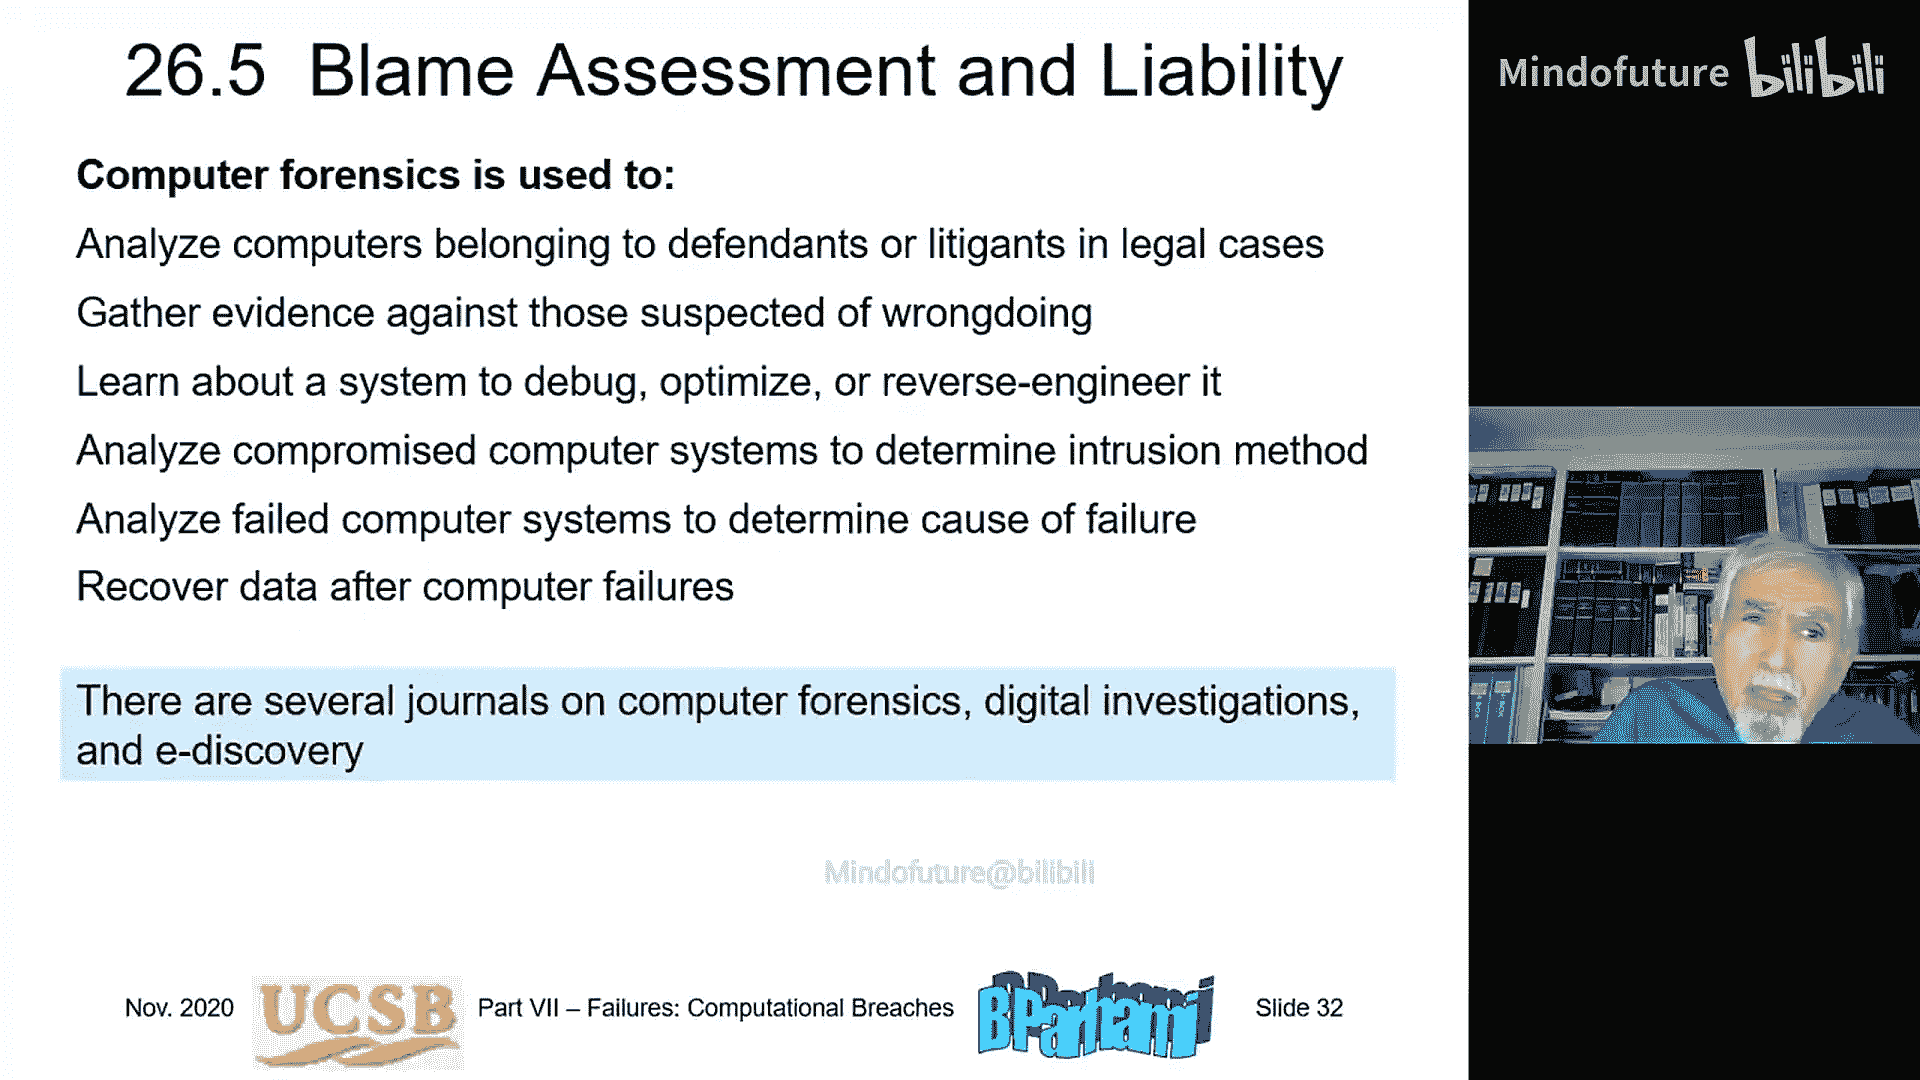 26.5 Blame Assessment and Liability
Mindofuture bilibili
Computer forensics is used to:
Analyze computers belonging to defendants or litigants in legal cases
Gather evidence against those suspected of wrongdoing
Learn about a system to debug, optimize, or reverse-engineer it
Analyze compromised computer systems to determine intrusion method
Analyze failed computer systems to determine cause of failure
Recover data after computer failures
There are several journals on computer forensics, digital investigations,
and e-discovery
Mindofuture@bilibili
Nov. 2020
UCSB
Part VII – Failures: Computational Breaches
BParhami
Slide 32